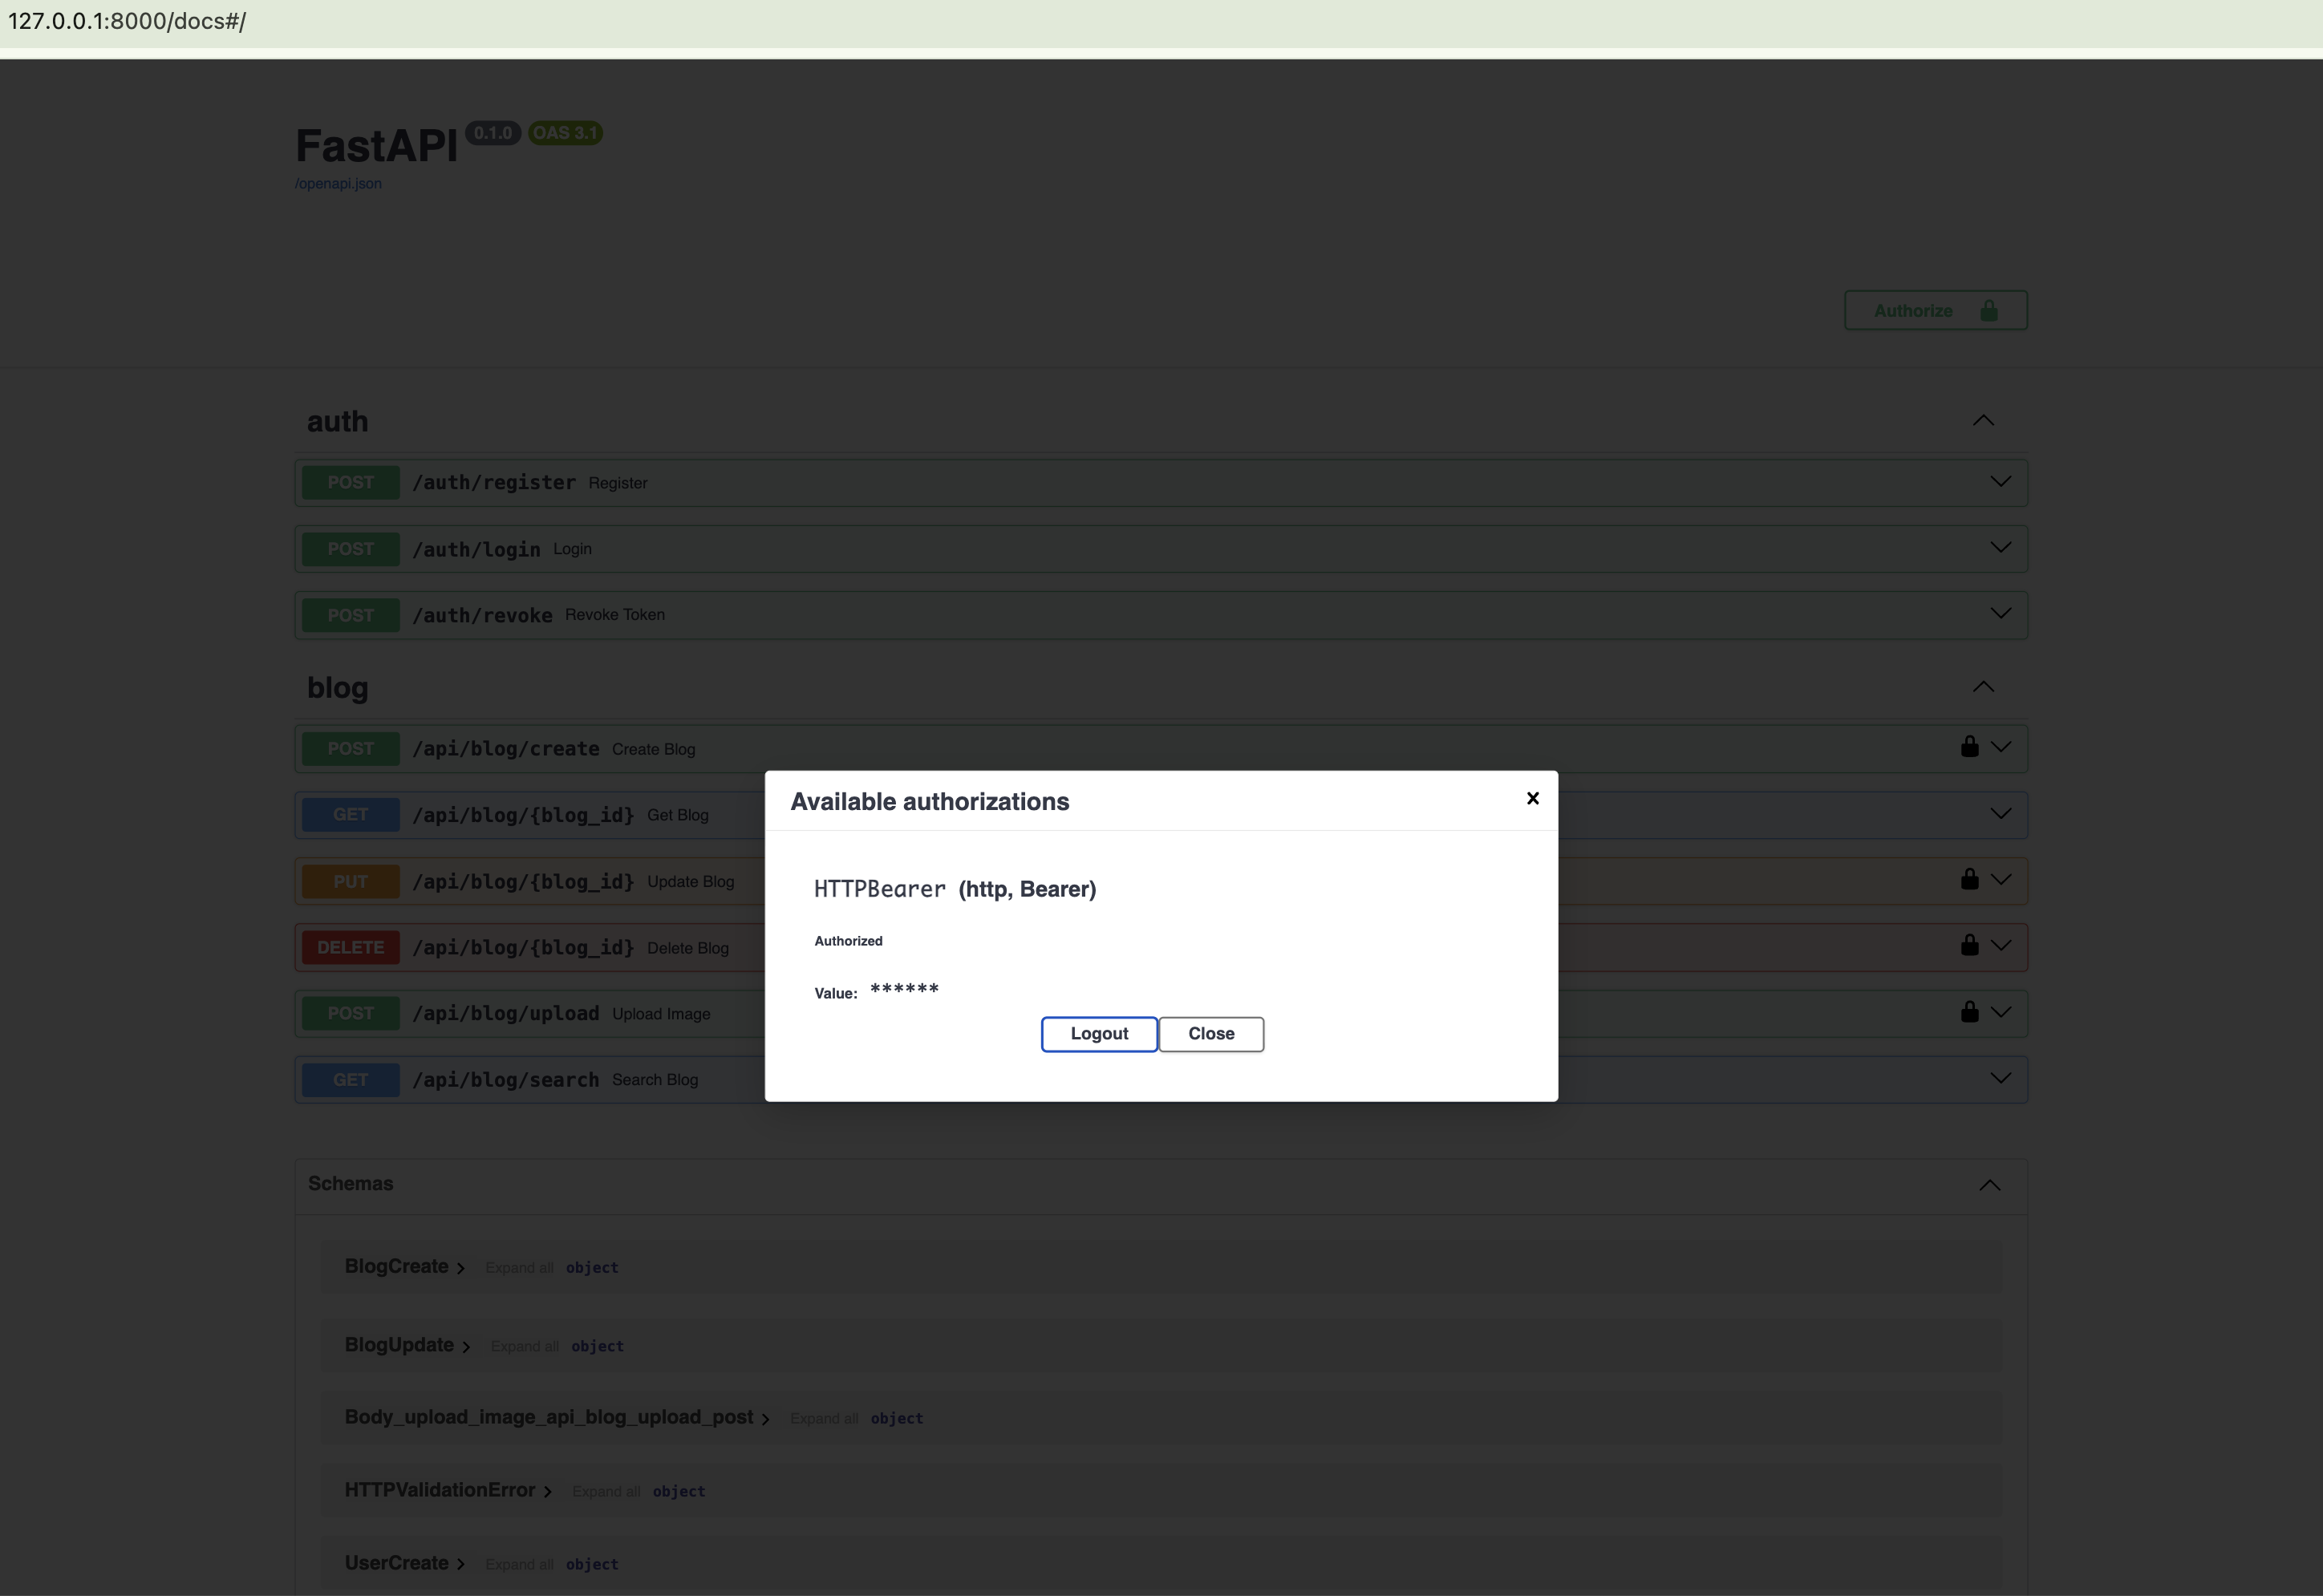 127.0.0.1:8000/docs#/
FastAPI 0.1.0 OAS 3.1
/openapi.json
Authorize
auth
POST /auth/register Register
POST /auth/login Login
POST /auth/revoke Revoke Token
blog
POST /api/blog/create Create Blog
GET /api/blog/{blog_id} Get Blog
PUT /api/blog/{blog_id} Update Blog
DELETE /api/blog/{blog_id} Delete Blog
POST /api/blog/upload Upload Image
GET /api/blog/search Search Blog
Available authorizations
HTTPBearer (http, Bearer)
Authorized
Value: ******
Logout Close
Schemas
BlogCreate Expand all object
BlogUpdate Expand all object
Body_upload_image_api_blog_upload_post Expand all object
HTTPValidationError Expand all object
UserCreate Expand all object